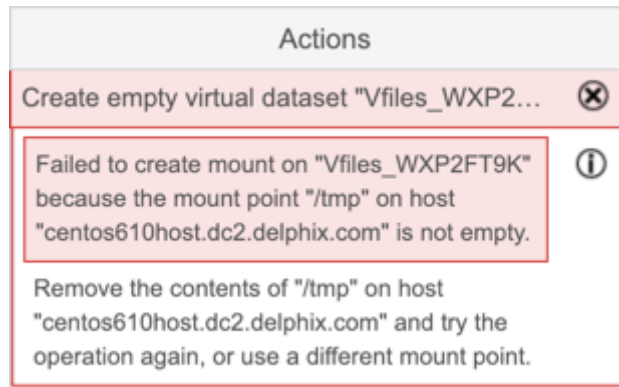 Actions
Create empty virtual dataset "Vfiles_WXP2...
Failed to create mount on "Vfiles_WXP2FT9K"
because the mount point "/tmp" on host
"centos610host.dc2.delphix.com" is not empty.
Remove the contents of "/tmp" on host
"centos610host.dc2.delphix.com" and try the
operation again, or use a different mount point.